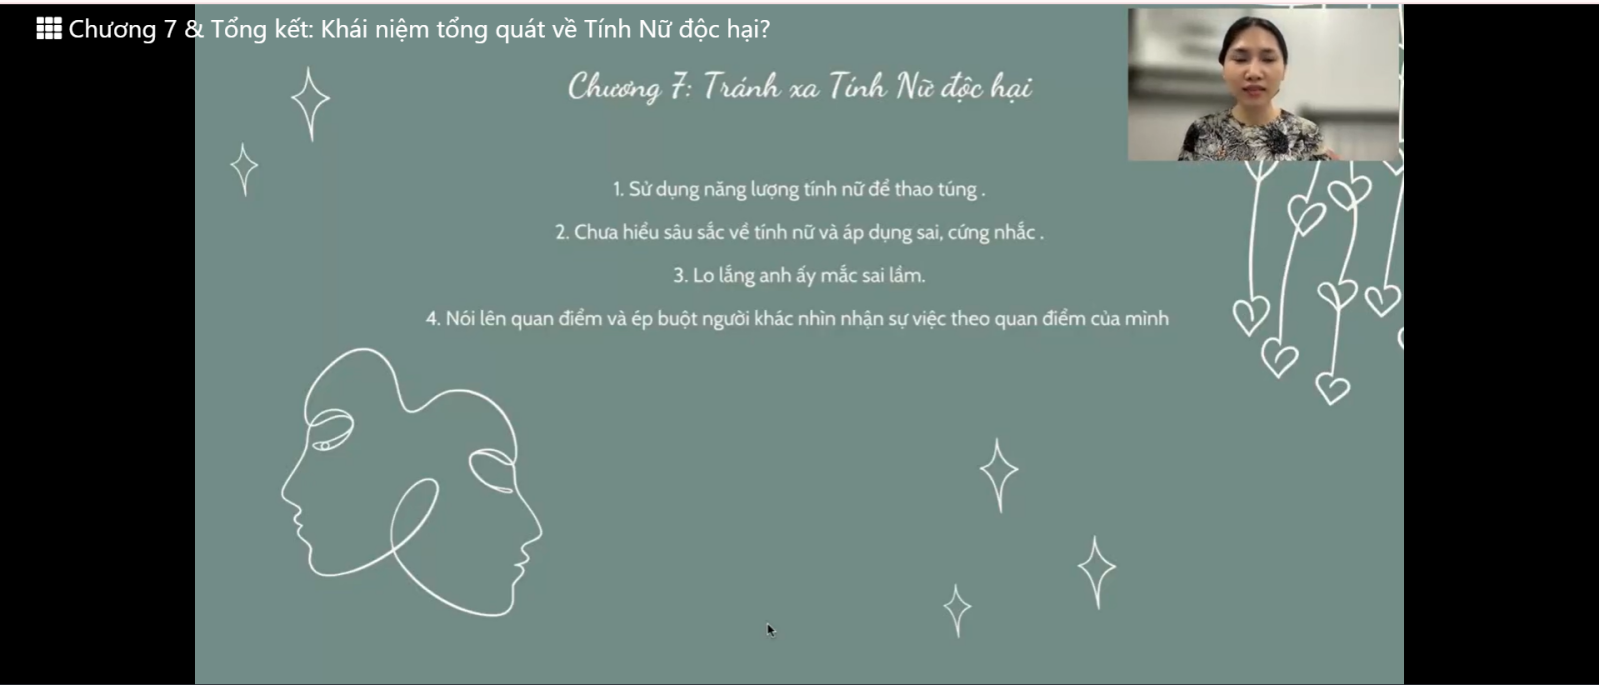 Chương 7 & Tổng kết: Khái niệm tổng quát về Tính Nữ độc hại?
Chương 7: Tránh xa Tính Nữ độc hại
1. Sử dụng năng lượng tính nữ để thao túng .
2. Chưa hiểu sâu sắc về tính nữ và áp dụng sai, cứng nhắc .
3. Lo lắng anh ấy mắc sai lầm.
4. Nói lên quan điểm và ép buột người khác nhìn nhận sự việc theo quan điểm của mình